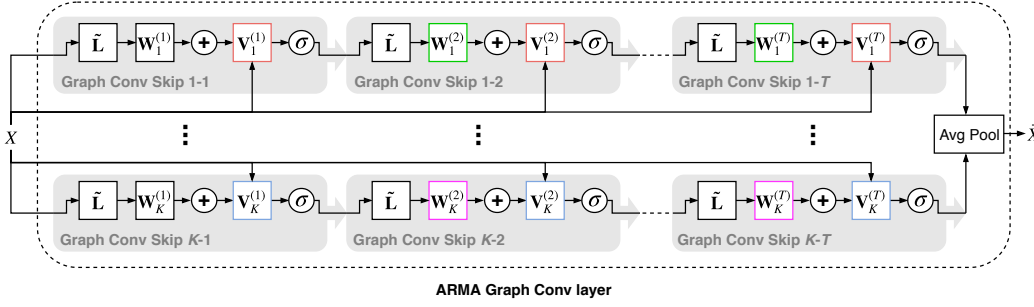 L̃ W₁⁽¹⁾ + V₁⁽¹⁾ σ L̃ W₁⁽²⁾ + V₁⁽²⁾ σ L̃ W₁⁽ᵀ⁾ + V₁⁽ᵀ⁾ σ
Graph Conv Skip 1-1 Graph Conv Skip 1-2 Graph Conv Skip 1-T
X ⋮ ⋮ ⋮ Avg Pool X̄
L̃ W_K⁽¹⁾ + V_K⁽¹⁾ σ L̃ W_K⁽²⁾ + V_K⁽²⁾ σ L̃ W_K⁽ᵀ⁾ + V_K⁽ᵀ⁾ σ
Graph Conv Skip K-1 Graph Conv Skip K-2 Graph Conv Skip K-T
ARMA Graph Conv layer